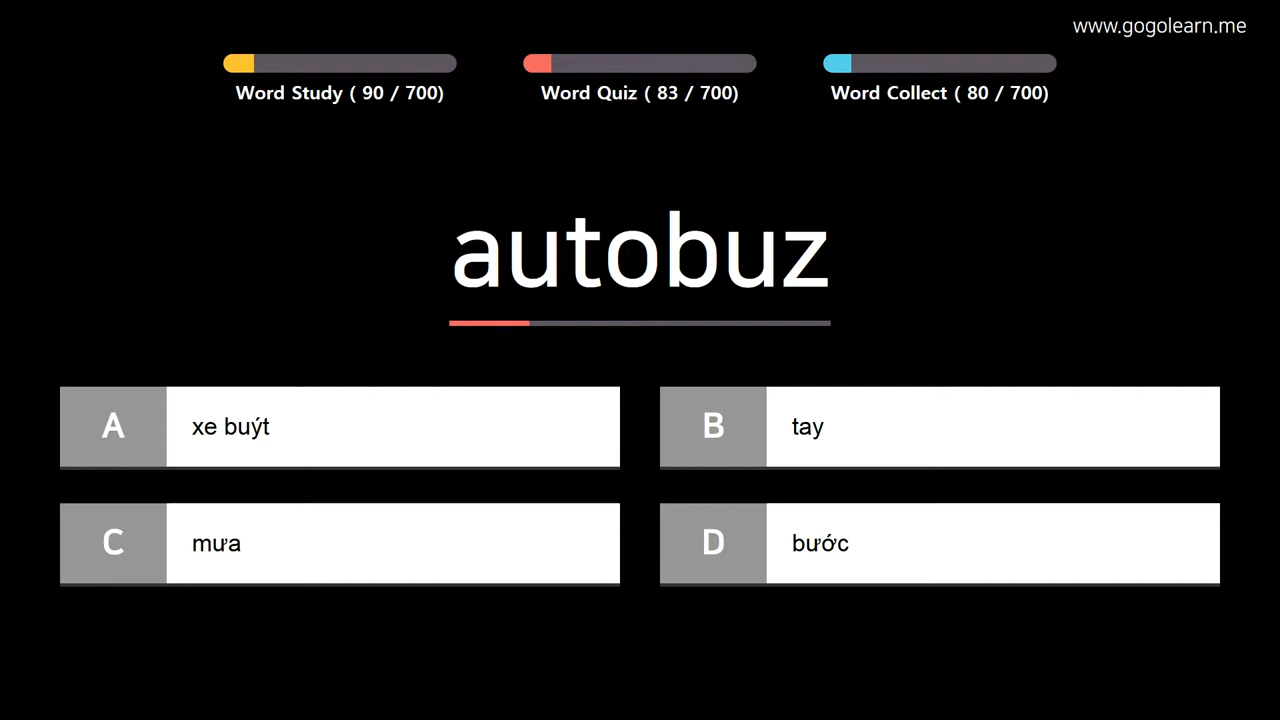 www.gogolearn.me
Word Study ( 90 / 700)
Word Quiz ( 83 / 700)
Word Collect ( 80 / 700)
autobuz
A xe buýt
B tay
C mưa
D bước